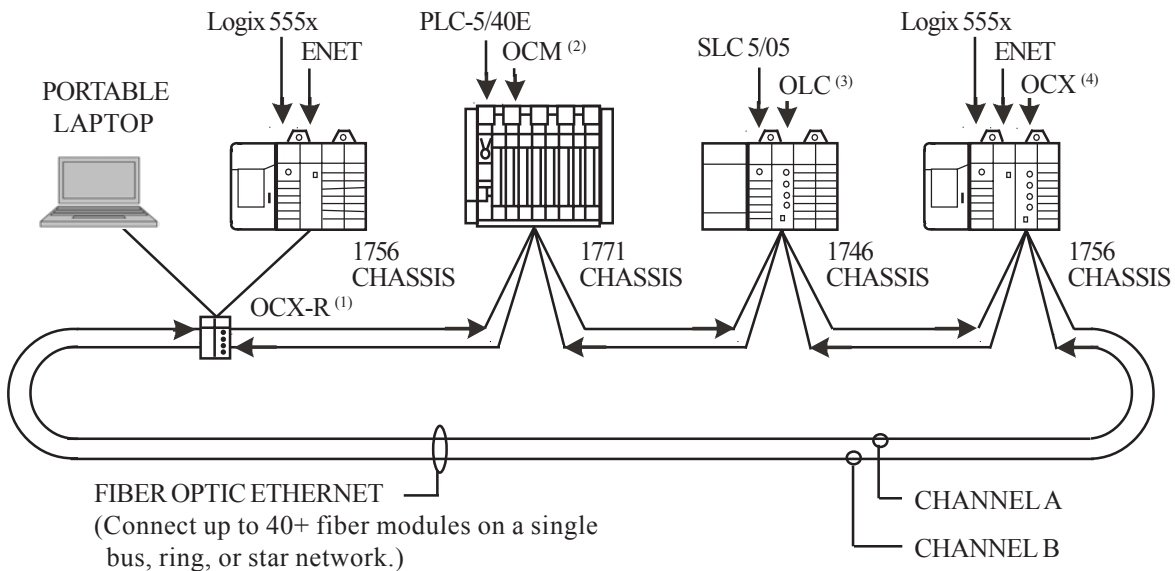 Logix 555x
ENET
PLC-5/40E
OCM (2)
SLC 5/05
OLC (3)
Logix 555x
ENET
OCX (4)
PORTABLE
LAPTOP
1756
CHASSIS
1771
CHASSIS
1746
CHASSIS
1756
CHASSIS
OCX-R (1)
FIBER OPTIC ETHERNET
(Connect up to 40+ fiber modules on a single
bus, ring, or star network.)
CHANNEL A
CHANNEL B